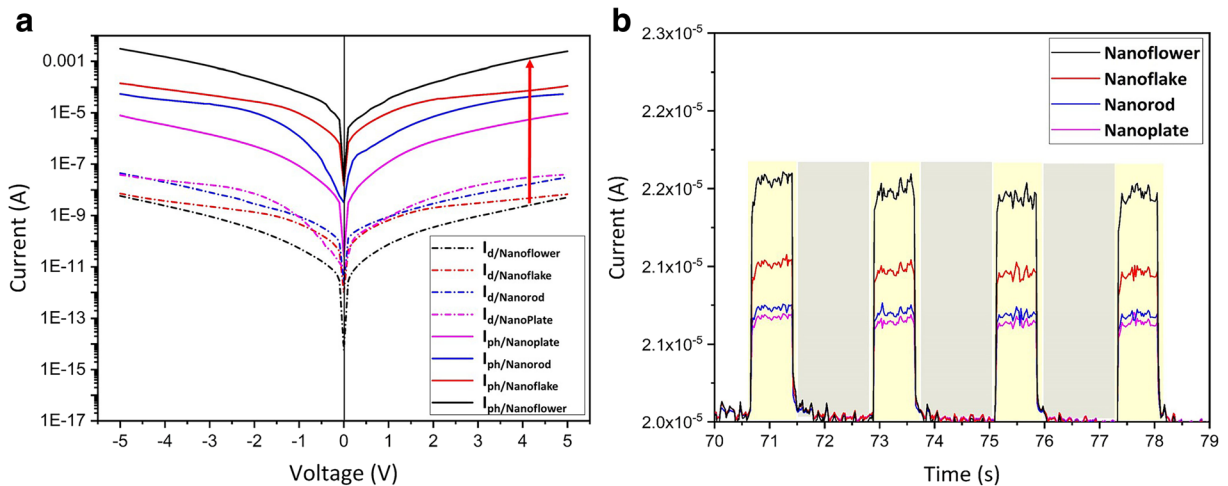 a
Current (A)
0.001
1E-5
1E-7
1E-9
1E-11
1E-13
1E-15
1E-17
-5 -4 -3 -2 -1 0 1 2 3 4 5
Voltage (V)
Id/Nanoflower
Id/Nanoflake
Id/Nanorod
Id/NanoPlate
Iph/Nanoplate
Iph/Nanorod
Iph/Nanoflake
Iph/Nanoflower
b
Current (A)
2.3x10⁻⁵
2.2x10⁻⁵
2.2x10⁻⁵
2.1x10⁻⁵
2.1x10⁻⁵
2.0x10⁻⁵
70 71 72 73 74 75 76 77 78 79
Time (s)
Nanoflower
Nanoflake
Nanorod
Nanoplate